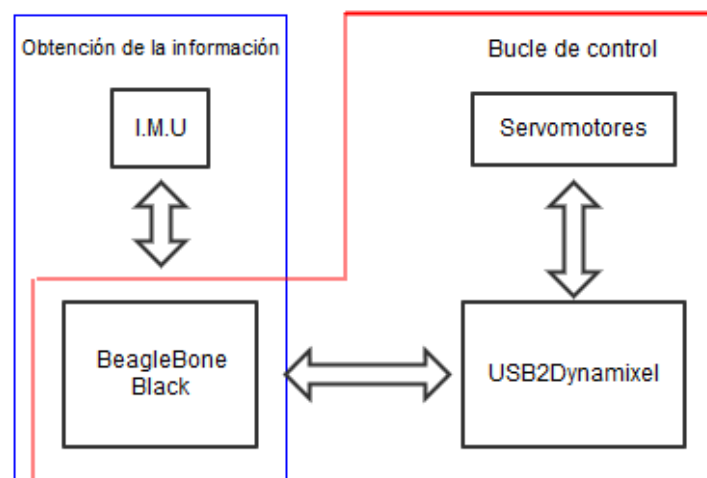 Obtención de la información
Bucle de control
I.M.U
Servomotores
BeagleBone
Black
USB2Dynamixel